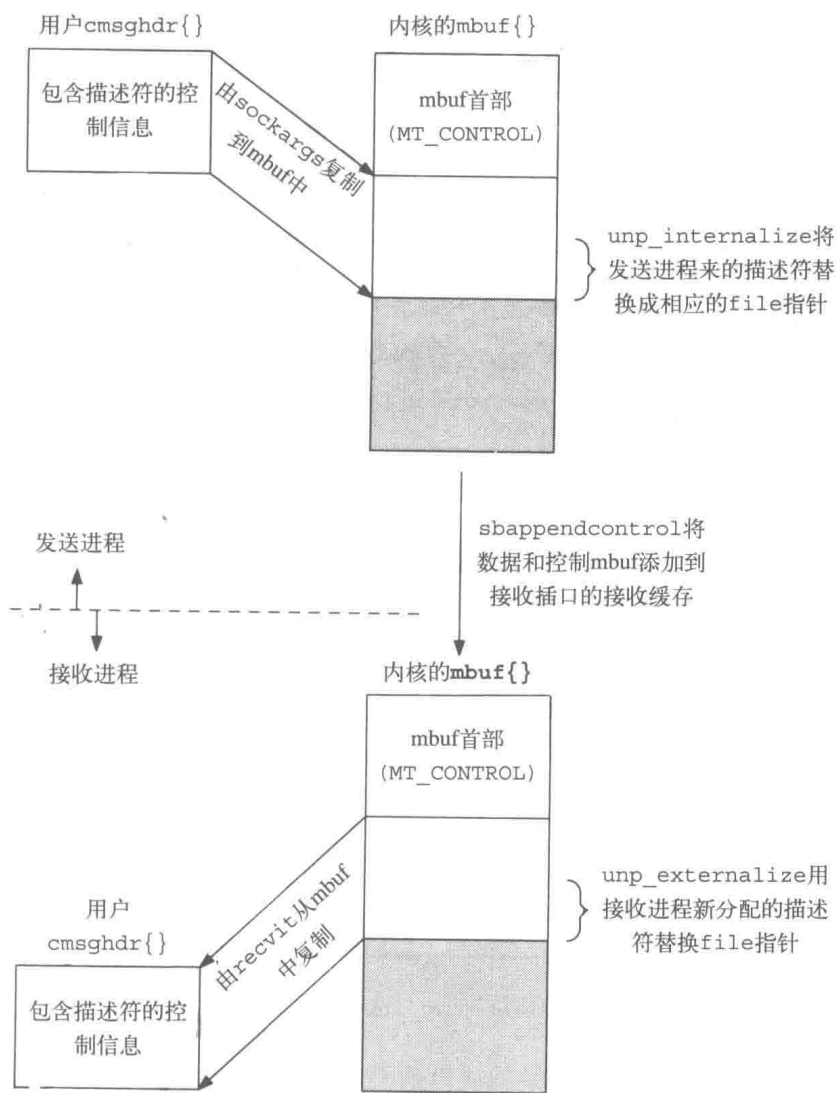 用户cmsghdr{}
内核的mbuf{}
包含描述符的控
制信息
mbuf首部
(MT_CONTROL)
由sockargs复制
到mbuf中
unp_internalize将
发送进程来的描述符替
换成相应的file指针
sbappendcontrol将
数据和控制mbuf添加到
接收插口的接收缓存
发送进程
接收进程
内核的mbuf{}
mbuf首部
(MT_CONTROL)
由recvit从mbuf
中复制
unp_externalize用
接收进程新分配的描述
符替换file指针
用户
cmsghdr{}
包含描述符的控
制信息